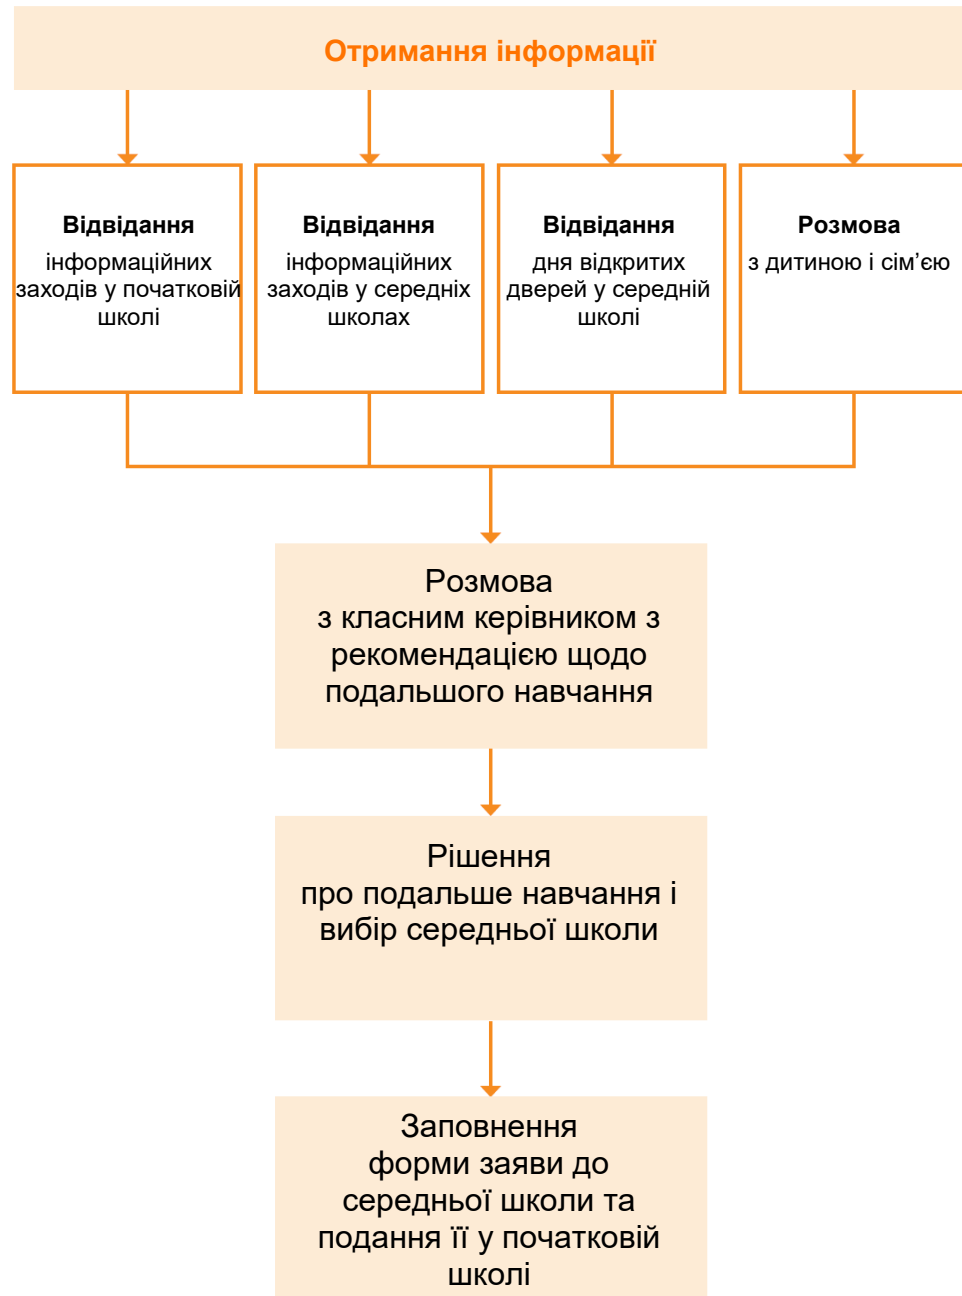 Отримання інформації
Відвідання
інформаційних
заходів у початковій
школі
Відвідання
інформаційних
заходів у середніх
школах
Відвідання
дня відкритих
дверей у середній
школі
Розмова
з дитиною і сім’єю
Розмова
з класним керівником з
рекомендацією щодо
подальшого навчання
Рішення
про подальше навчання і
вибір середньої школи
Заповнення
форми заяви до
середньої школи та
подання її у початковій
школі